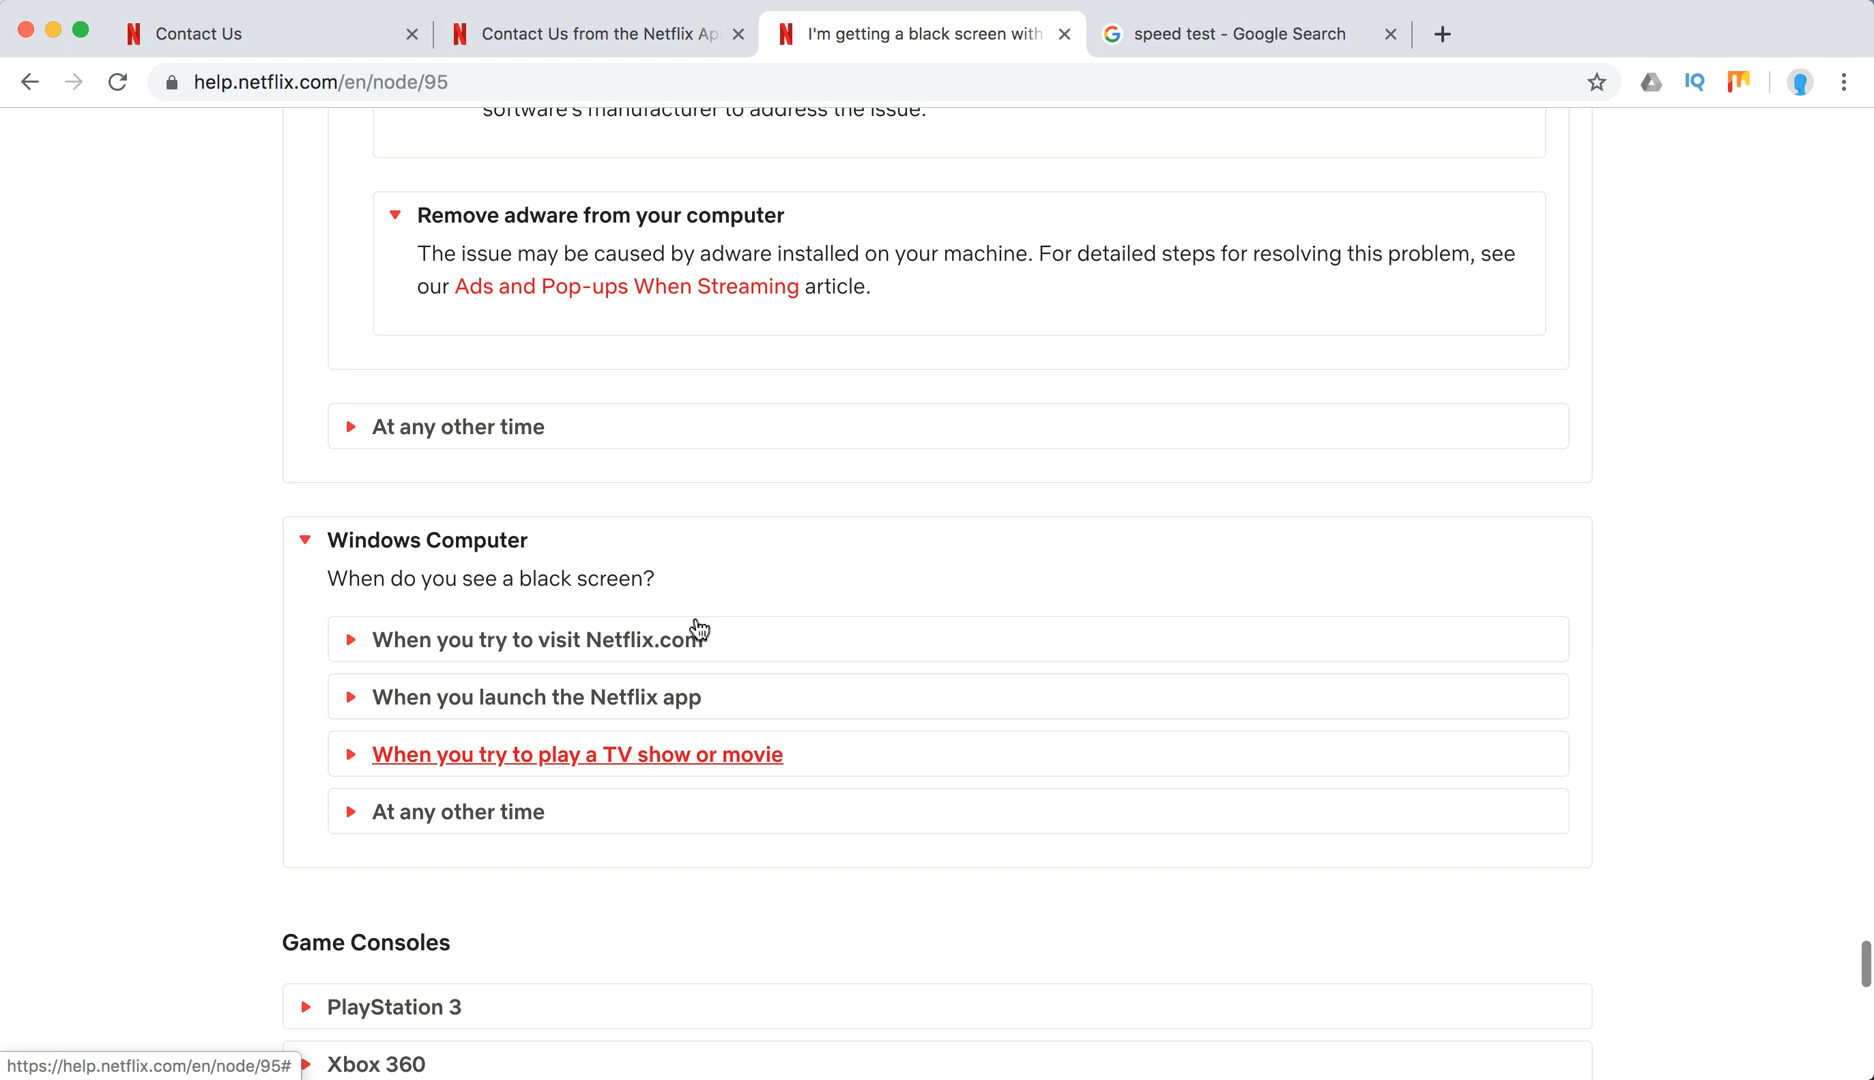 Contact Us
Contact Us from the Netflix Ap
I'm getting a black screen with
speed test - Google Search
help.netflix.com/en/node/95
IQ
software's manufacturer to address the issue.
Remove adware from your computer
The issue may be caused by adware installed on your machine. For detailed steps for resolving this problem, see
our Ads and Pop-ups When Streaming article.
At any other time
Windows Computer
When do you see a black screen?
When you try to visit Netflix.com
When you launch the Netflix app
When you try to play a TV show or movie
At any other time
Game Consoles
PlayStation 3
https://help.netflix.com/en/node/95#
Xbox 360